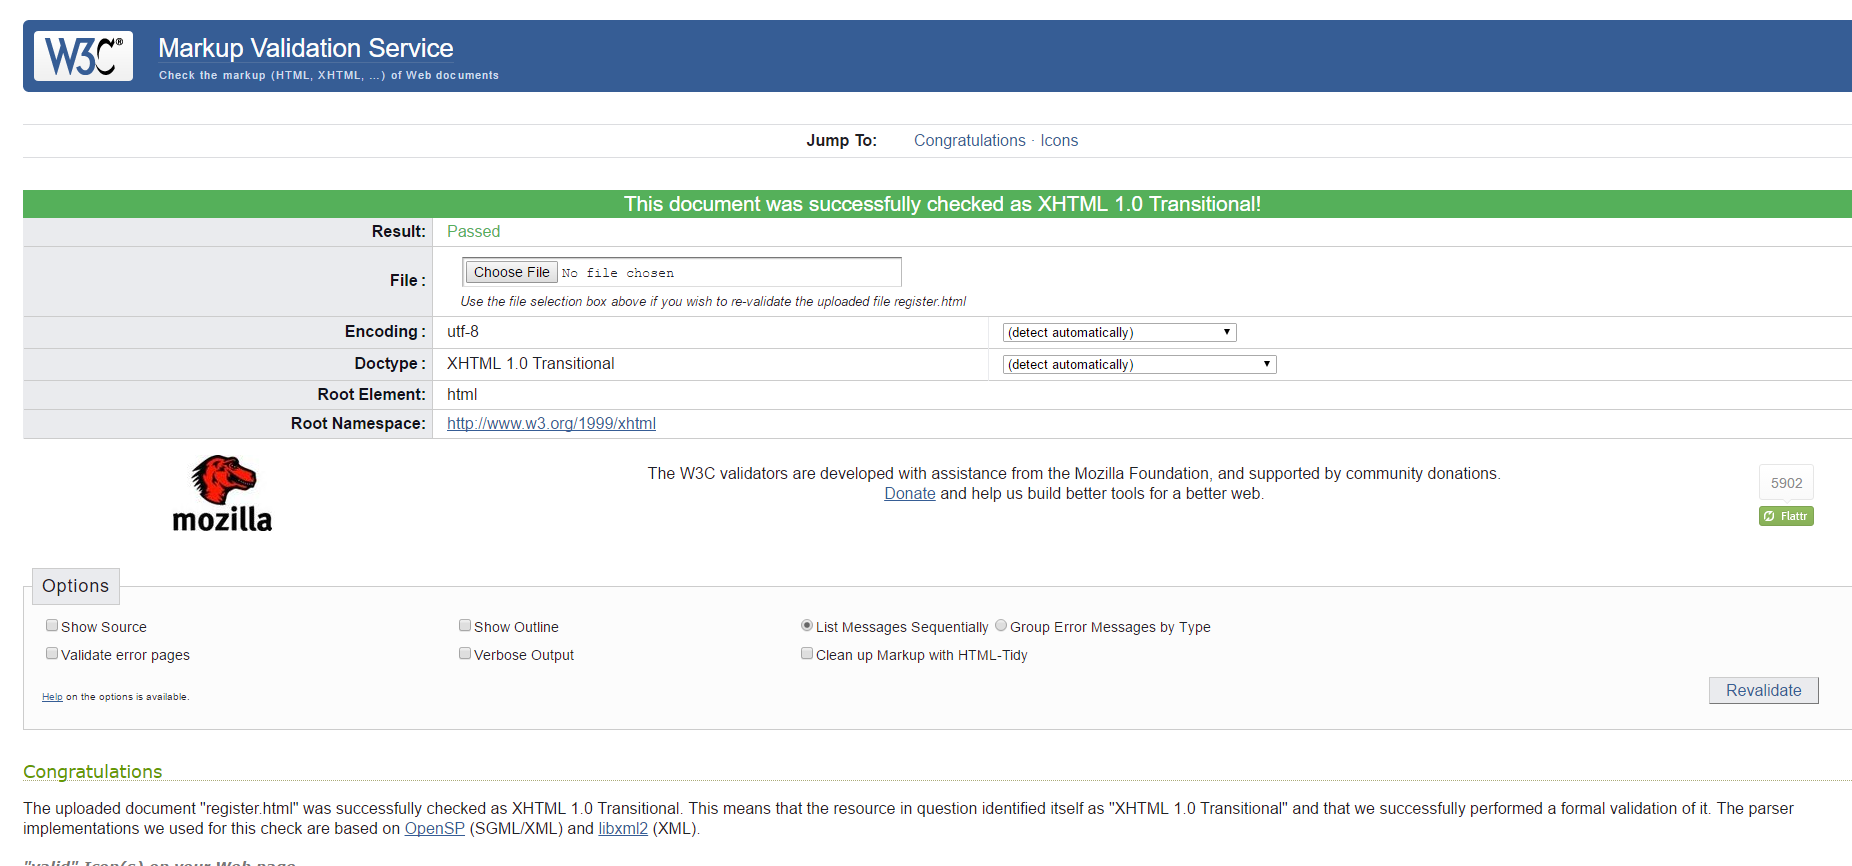 W3C®
Markup Validation Service
Check the markup (HTML, XHTML, ...) of Web documents
Jump To: Congratulations · Icons
This document was successfully checked as XHTML 1.0 Transitional!
Result: Passed
File : Choose File No file chosen
Use the file selection box above if you wish to re-validate the uploaded file register.html
Encoding : utf-8 (detect automatically)
Doctype : XHTML 1.0 Transitional (detect automatically)
Root Element: html
Root Namespace: http://www.w3.org/1999/xhtml
mozilla
The W3C validators are developed with assistance from the Mozilla Foundation, and supported by community donations.
Donate and help us build better tools for a better web.
5902
Flattr
Options
Show Source Show Outline List Messages Sequentially Group Error Messages by Type
Validate error pages Verbose Output Clean up Markup with HTML-Tidy
Help on the options is available.
Revalidate
Congratulations
The uploaded document "register.html" was successfully checked as XHTML 1.0 Transitional. This means that the resource in question identified itself as "XHTML 1.0 Transitional" and that we successfully performed a formal validation of it. The parser
implementations we used for this check are based on OpenSP (SGML/XML) and libxml2 (XML).
"valid" Icon(s) on your Web page